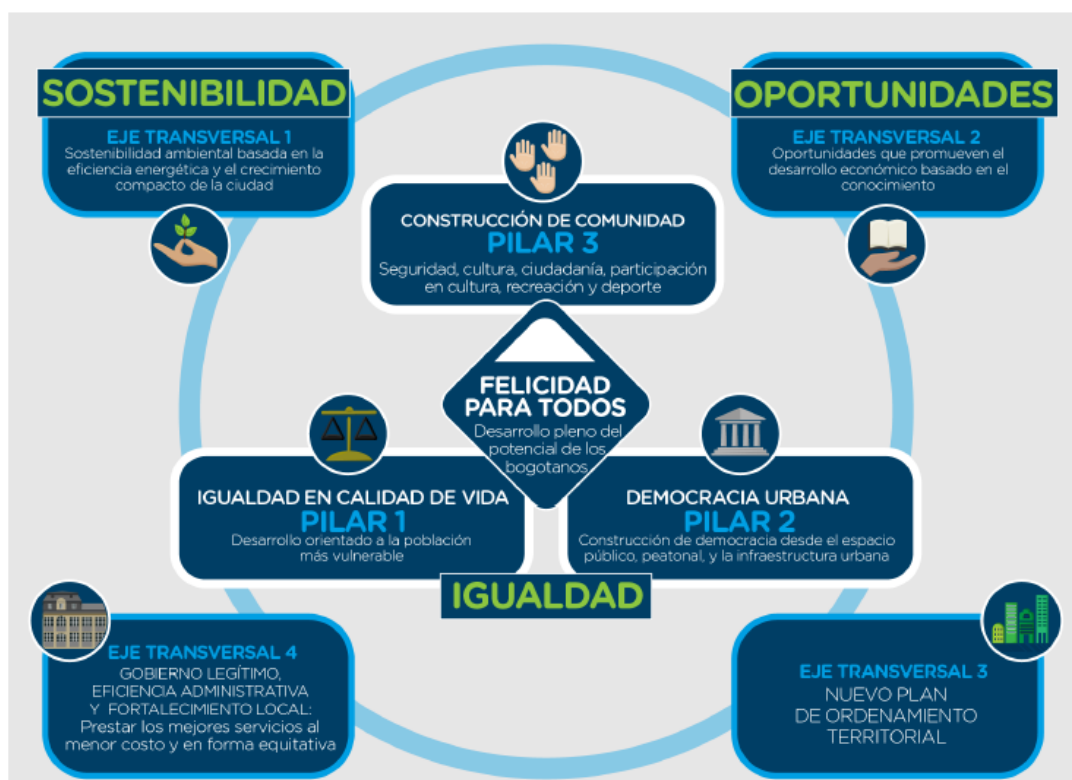 SOSTENIBILIDAD
EJE TRANSVERSAL 1
Sostenibilidad ambiental basada en la
eficiencia energética y el crecimiento
compacto de la ciudad
OPORTUNIDADES
EJE TRANSVERSAL 2
Oportunidades que promueven el
desarrollo económico basado en el
conocimiento
CONSTRUCCIÓN DE COMUNIDAD
PILAR 3
Seguridad, cultura, ciudadanía, participación
en cultura, recreación y deporte
FELICIDAD
PARA TODOS
Desarrollo pleno del
potencial de los
bogotanos
IGUALDAD EN CALIDAD DE VIDA
PILAR 1
Desarrollo orientado a la población
más vulnerable
DEMOCRACIA URBANA
PILAR 2
Construcción de democracia desde el espacio
público, peatonal, y la infraestructura urbana
IGUALDAD
EJE TRANSVERSAL 4
GOBIERNO LEGÍTIMO,
EFICIENCIA ADMINISTRATIVA
Y FORTALECIMIENTO LOCAL:
Prestar los mejores servicios al
menor costo y en forma equitativa
EJE TRANSVERSAL 3
NUEVO PLAN
DE ORDENAMIENTO
TERRITORIAL